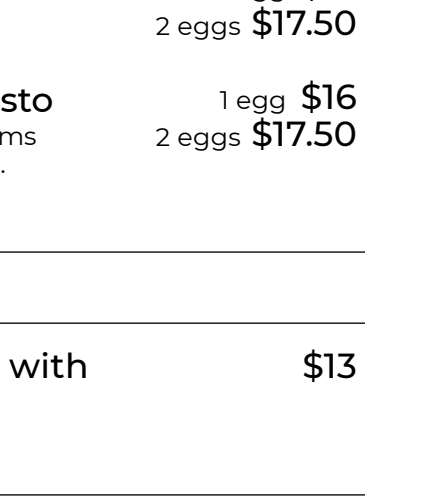 2 eggs $17.50
sto 1 egg $16
ms 2 eggs $17.50
.
with $13